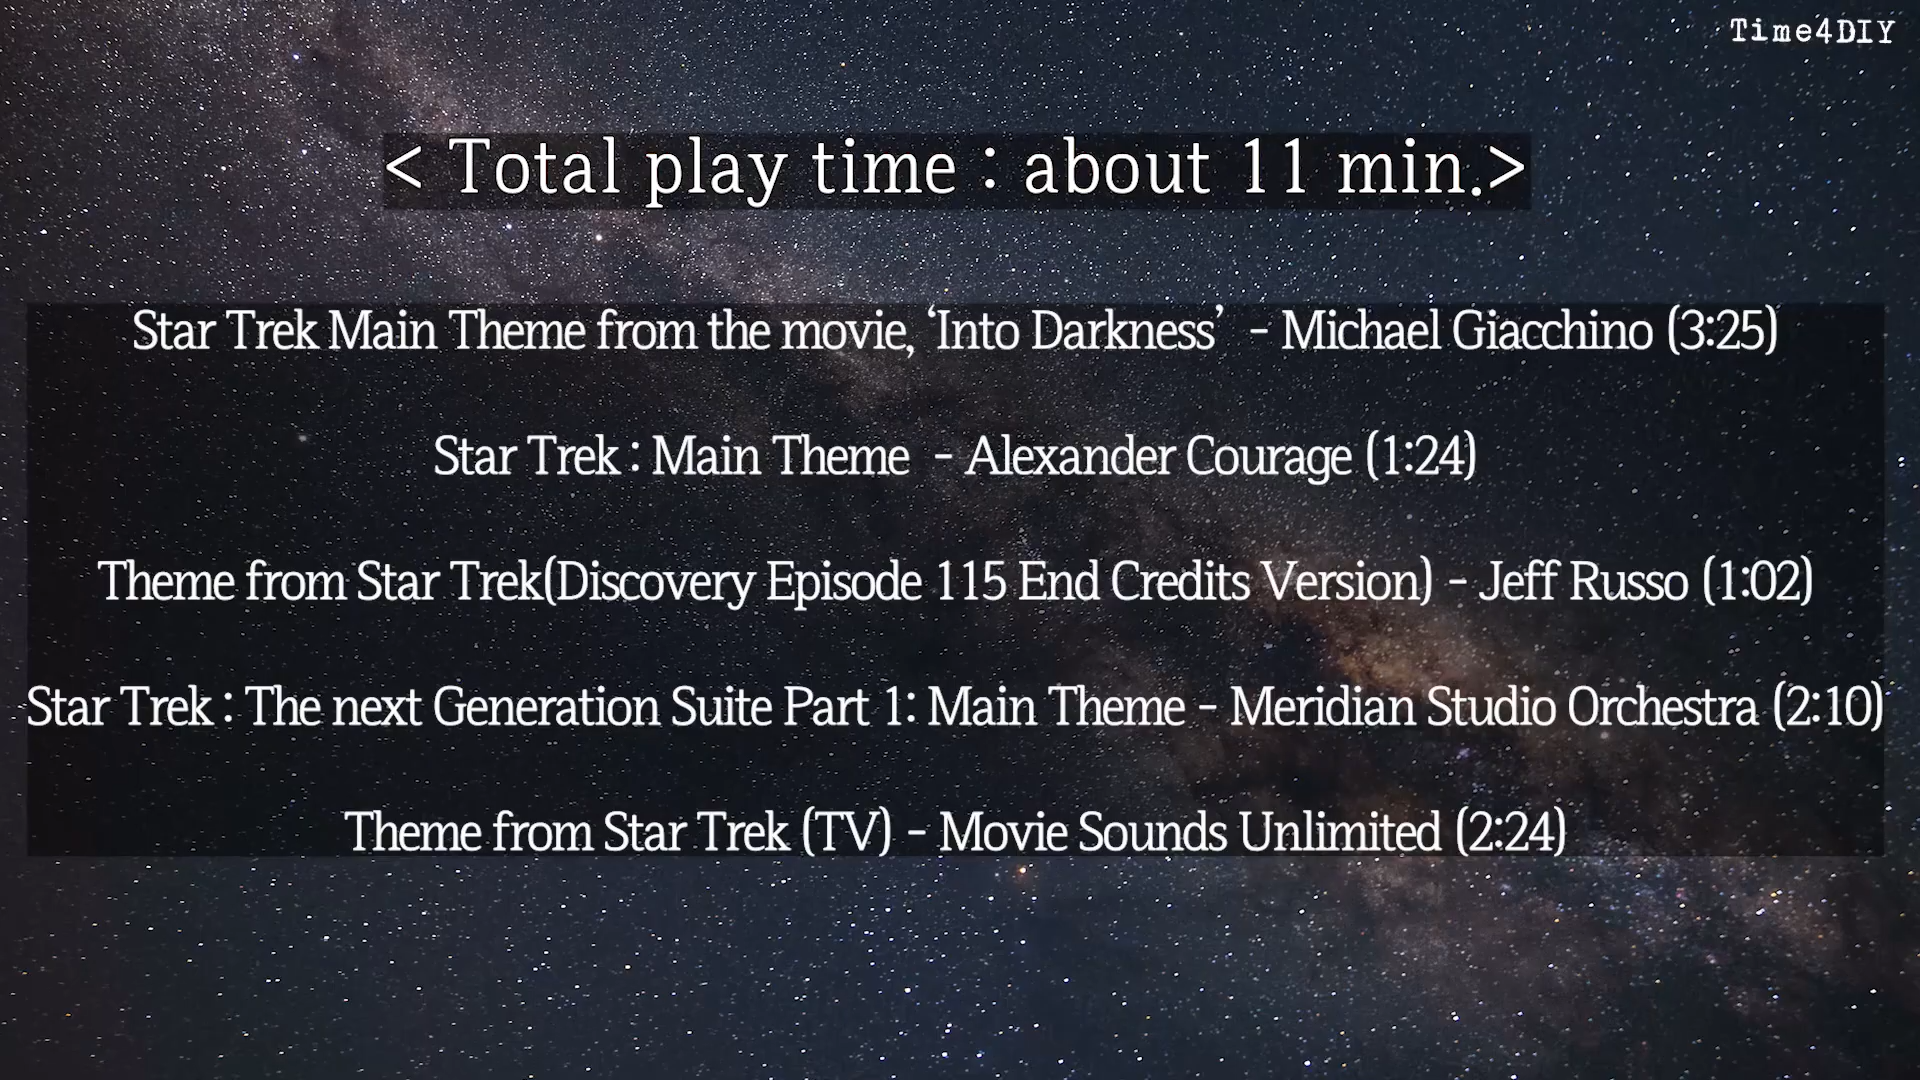 Time4DIY
< Total play time : about 11 min.>
Star Trek Main Theme from the movie, ‘Into Darkness’ - Michael Giacchino (3:25)
Star Trek : Main Theme - Alexander Courage (1:24)
Theme from Star Trek(Discovery Episode 115 End Credits Version) - Jeff Russo (1:02)
Star Trek : The next Generation Suite Part 1: Main Theme - Meridian Studio Orchestra (2:10)
Theme from Star Trek (TV) - Movie Sounds Unlimited (2:24)